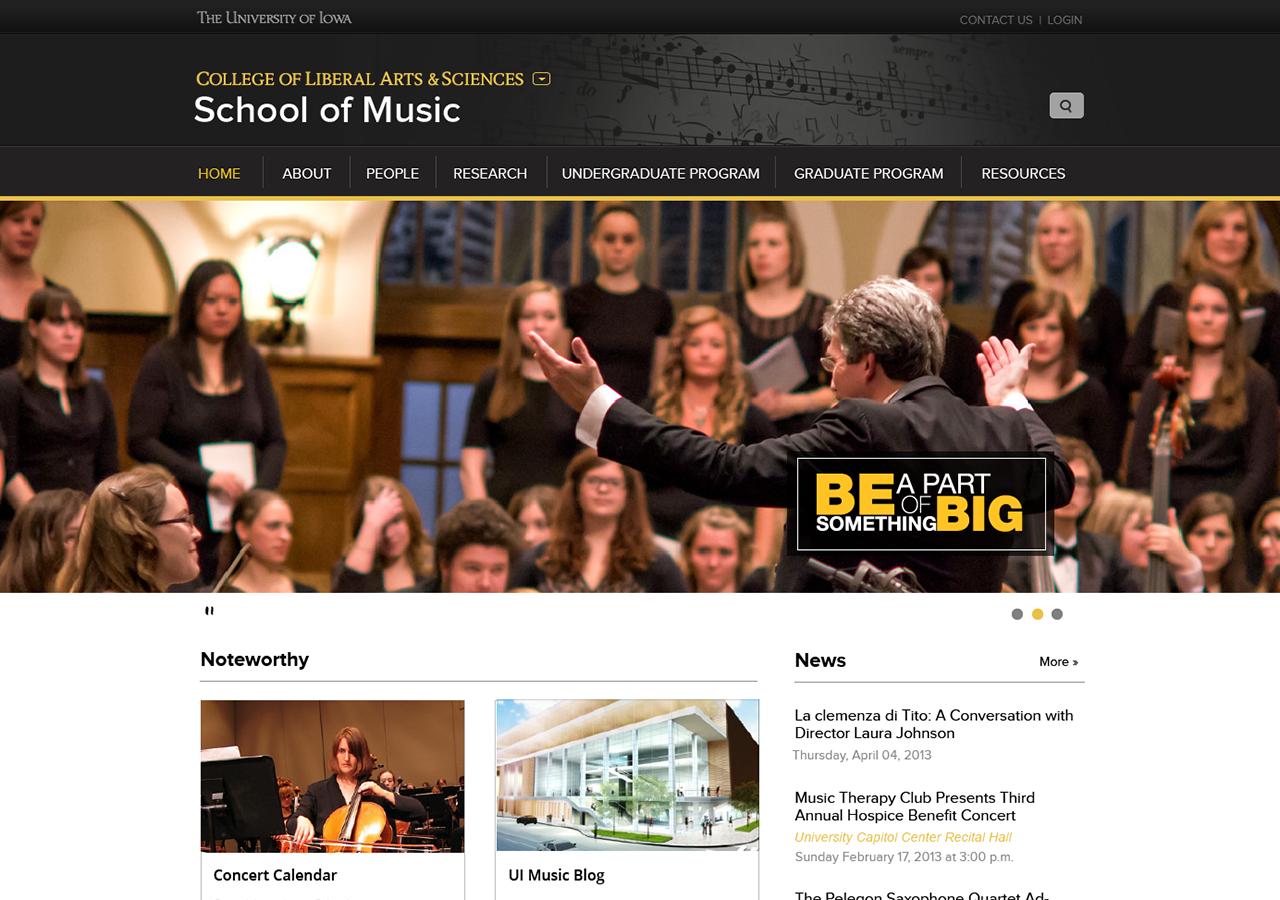 THE UNIVERSITY OF IOWA
CONTACT US | LOGIN
COLLEGE OF LIBERAL ARTS & SCIENCES
School of Music
sempre cre
B
do f
HOME
ABOUT
PEOPLE
RESEARCH
UNDERGRADUATE PROGRAM
GRADUATE PROGRAM
RESOURCES
BE A PART
OF
SOMETHING BIG
"
Noteworthy
News
More »
La clemenza di Tito: A Conversation with
Director Laura Johnson
Thursday, April 04, 2013
Music Therapy Club Presents Third
Annual Hospice Benefit Concert
University Capitol Center Recital Hall
Sunday February 17, 2013 at 3:00 p.m.
The Pelegon Saxophone Quartet Ad-
Concert Calendar
UI Music Blog